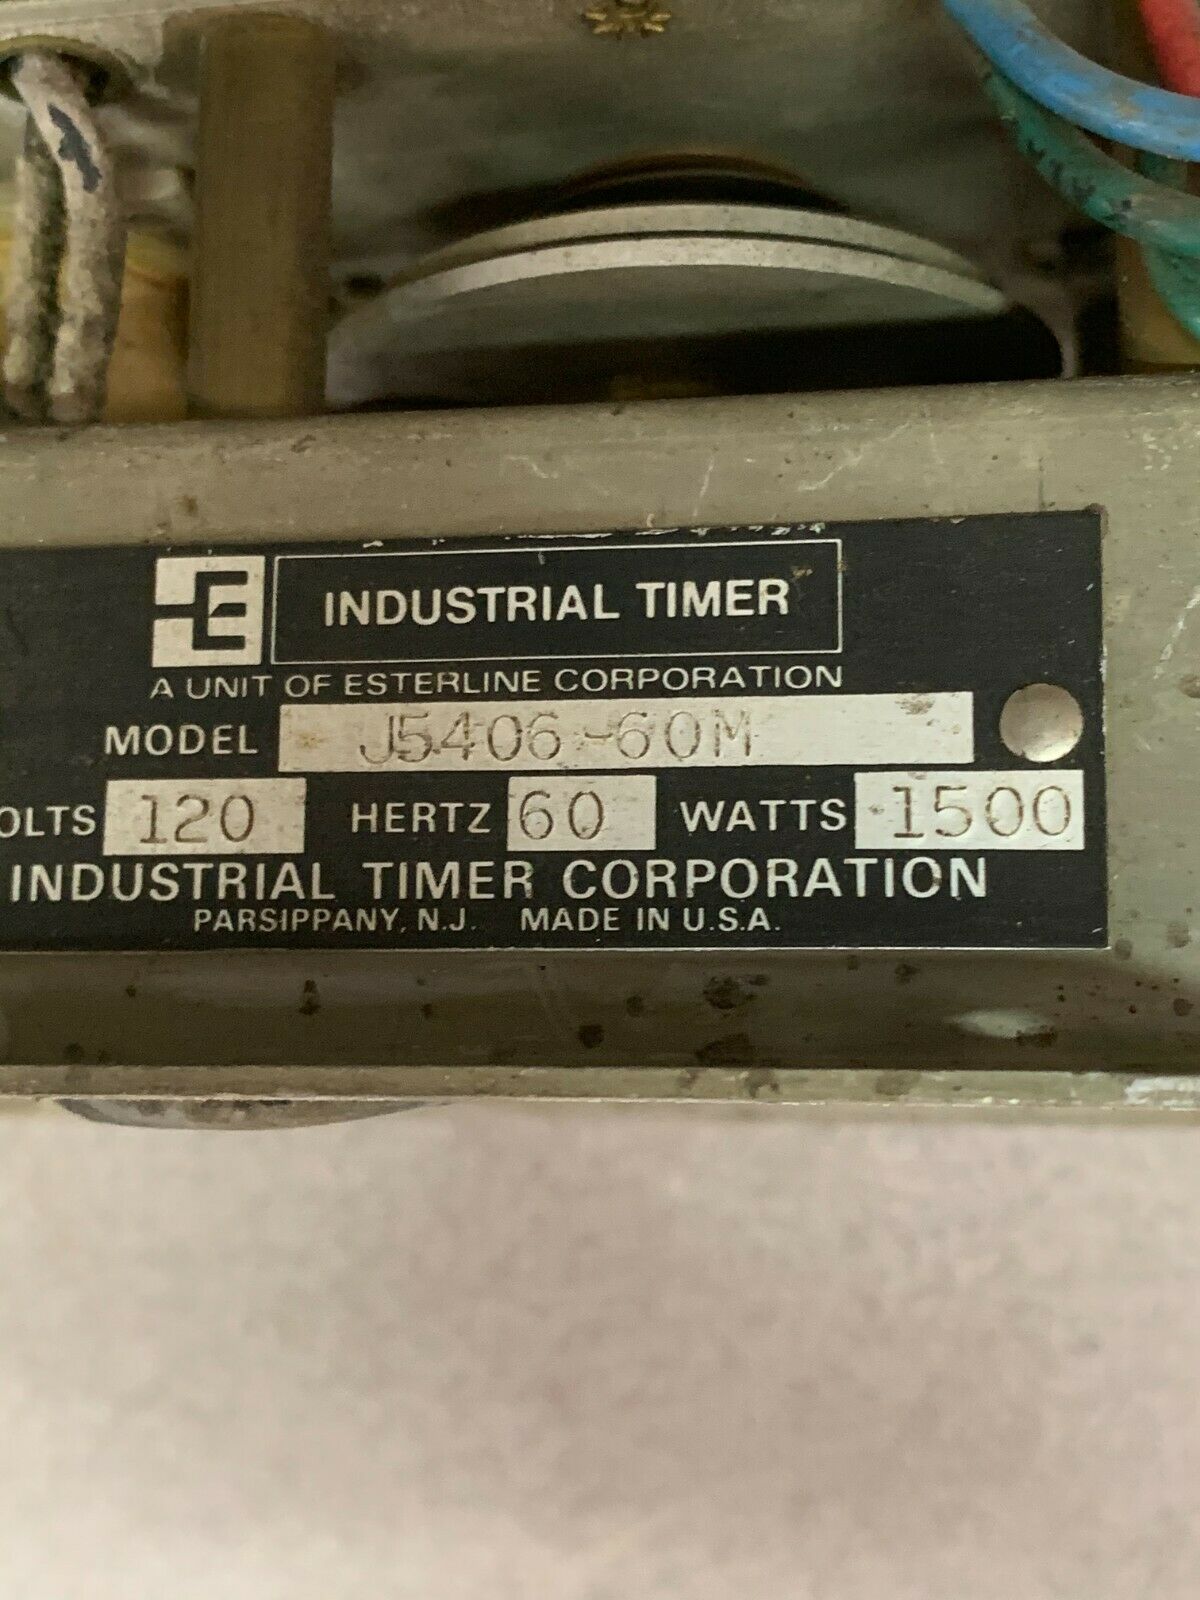 E INDUSTRIAL TIMER
A UNIT OF ESTERLINE CORPORATION
MODEL J5406-60M
OLTS 120 HERTZ 60 WATTS 1500
INDUSTRIAL TIMER CORPORATION
PARSIPPANY, N.J. MADE IN U.S.A.